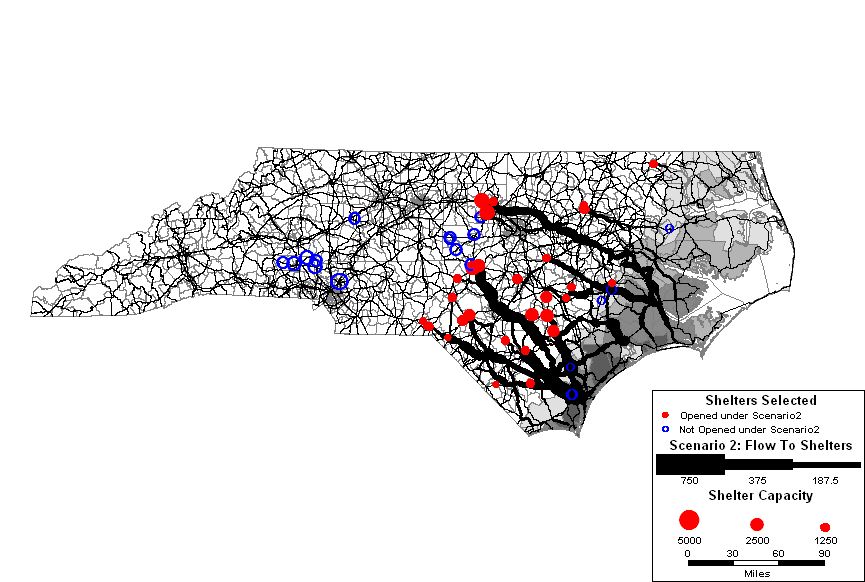 Shelters Selected
Opened under Scenario2
Not Opened under Scenario2
Scenario 2: Flow To Shelters
750 375 187.5
Shelter Capacity
5000 2500 1250
0 30 60 90
Miles